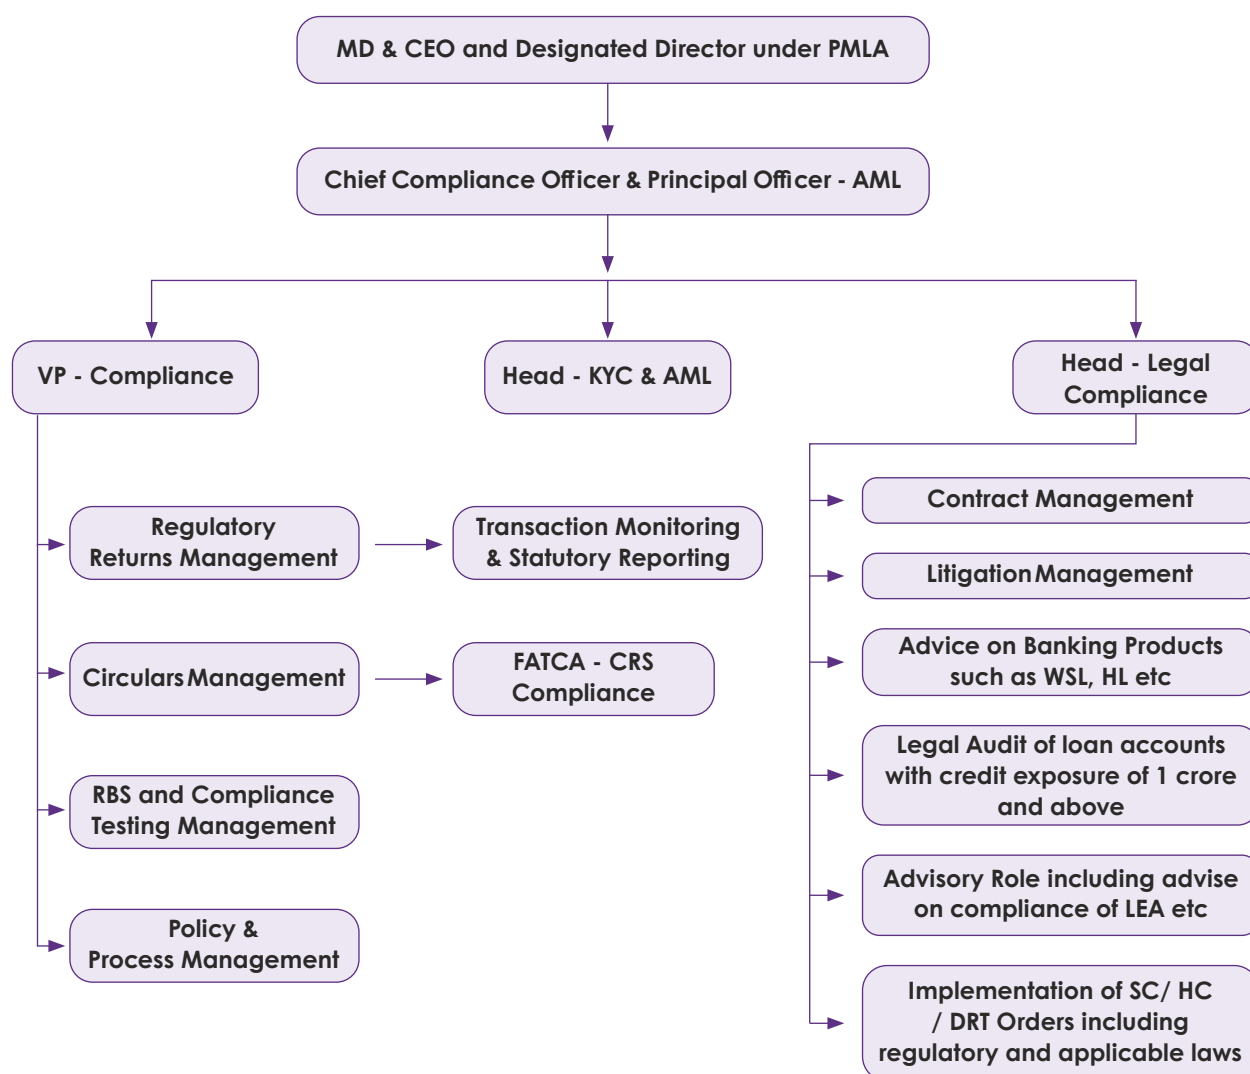 MD & CEO and Designated Director under PMLA
Chief Compliance Officer & Principal Officer - AML
VP - Compliance
Head - KYC & AML
Head - Legal
Compliance
Regulatory
Returns Management
Transaction Monitoring
& Statutory Reporting
Circulars Management
FATCA - CRS
Compliance
RBS and Compliance
Testing Management
Policy &
Process Management
Contract Management
Litigation Management
Advice on Banking Products
such as WSL, HL etc
Legal Audit of loan accounts
with credit exposure of 1 crore
and above
Advisory Role including advise
on compliance of LEA etc
Implementation of SC/ HC
/ DRT Orders including
regulatory and applicable laws